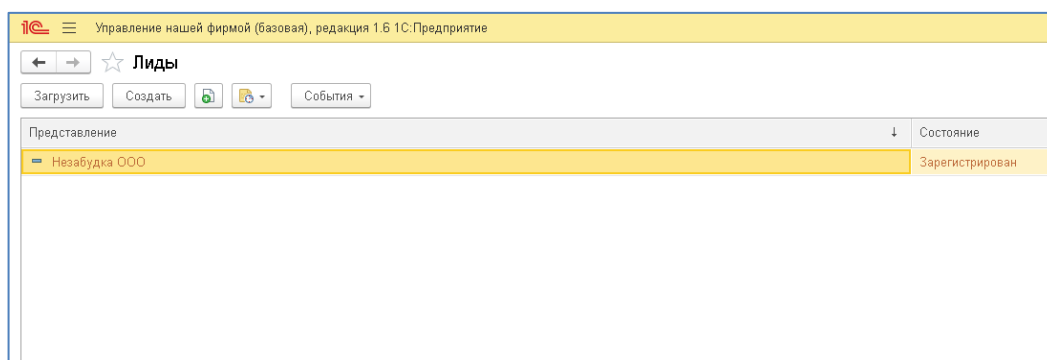 1С Управление нашей фирмой (базовая), редакция 1.6 1С:Предприятие
Лиды
Загрузить Создать События
Представление Состояние
Незабудка ООО Зарегистрирован